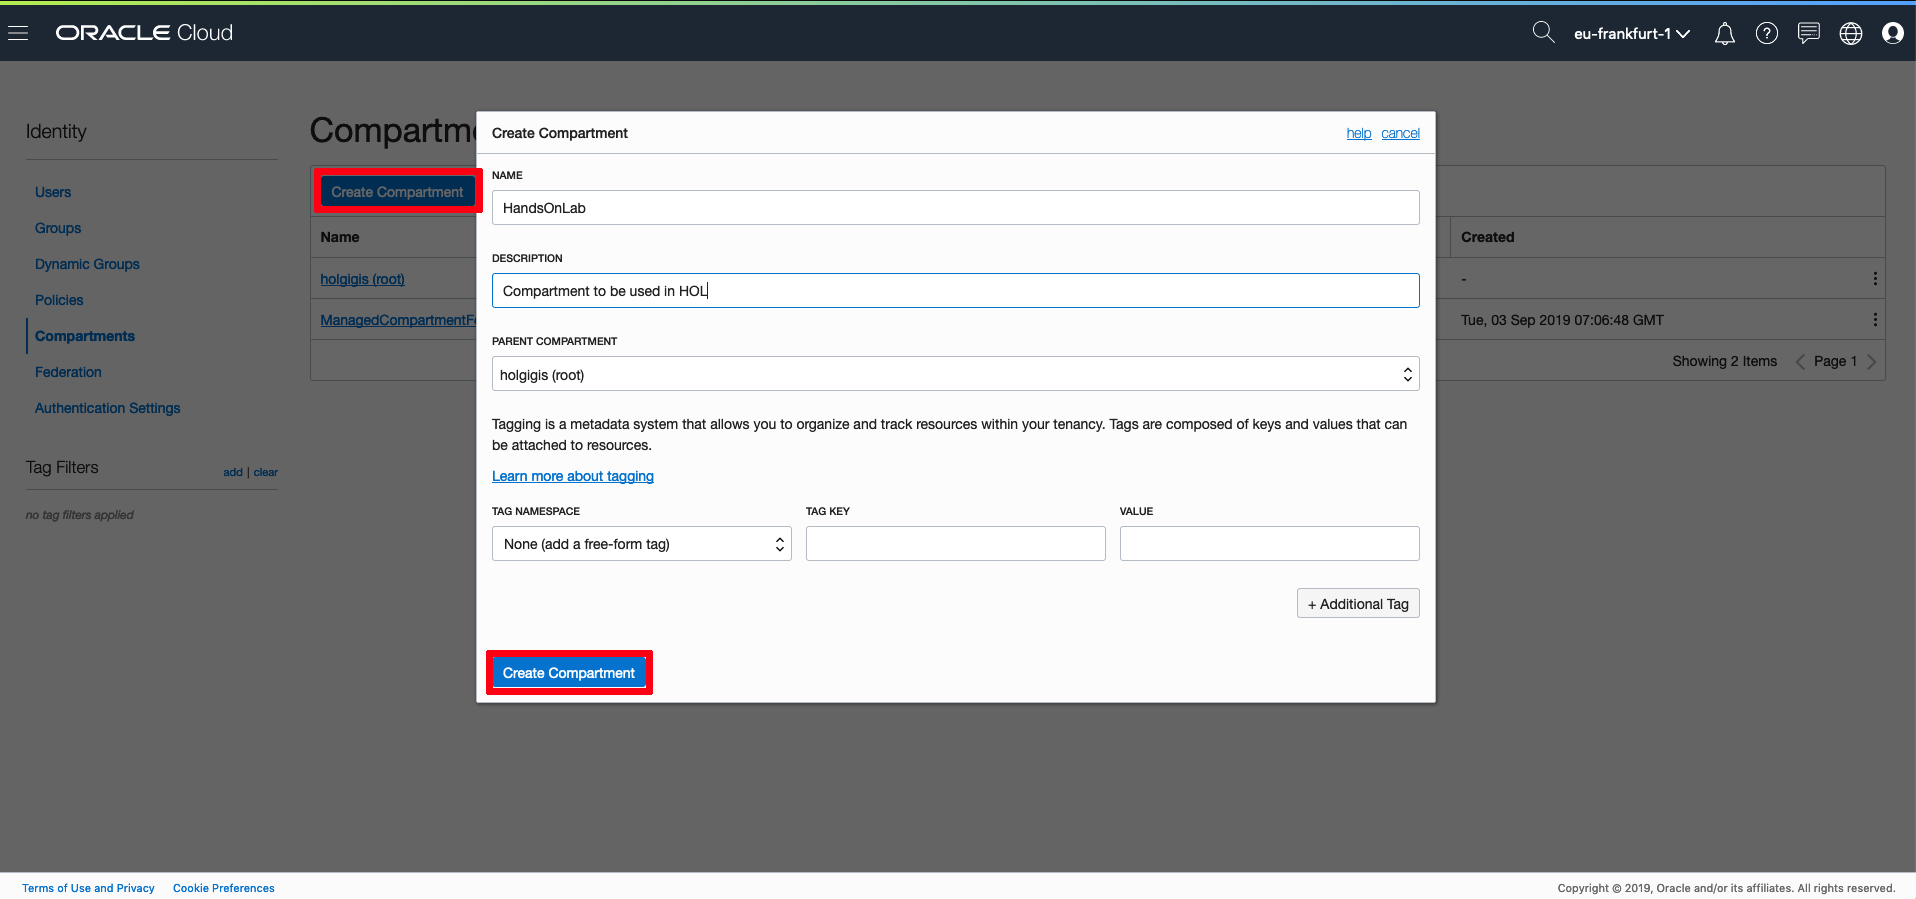 ORACLE Cloud
eu-frankfurt-1
Identity
Users
Groups
Dynamic Groups
Policies
Compartments
Federation
Authentication Settings
Tag Filters
add | clear
no tag filters applied
Create Compartment
Name
Created
holgigis (root)
-
Tue, 03 Sep 2019 07:06:48 GMT
Showing 2 Items
Page 1
Create Compartment
help cancel
NAME
HandsOnLab
DESCRIPTION
Compartment to be used in HOL
PARENT COMPARTMENT
holgigis (root)
Tagging is a metadata system that allows you to organize and track resources within your tenancy. Tags are composed of keys and values that can
be attached to resources.
Learn more about tagging
TAG NAMESPACE
TAG KEY
VALUE
None (add a free-form tag)
+ Additional Tag
Create Compartment
Terms of Use and Privacy
Cookie Preferences
Copyright © 2019, Oracle and/or its affiliates. All rights reserved.